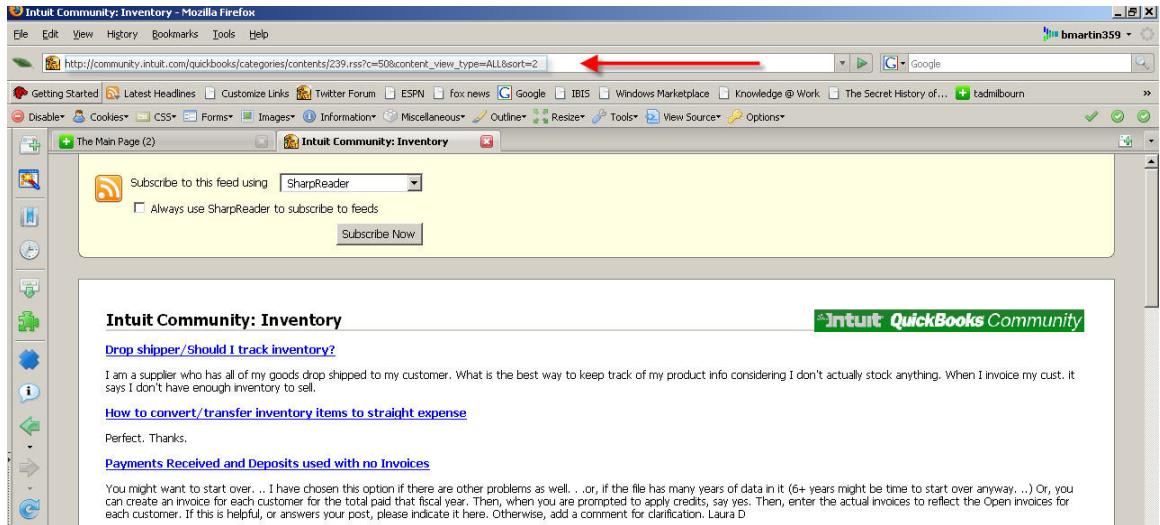 Intuit Community: Inventory - Mozilla Firefox
File Edit View History Bookmarks Tools Help
bmartin359
http://community.intuit.com/quickbooks/categories/contents/239.rss?c=50&content_view_type=ALL&sort=2
Google
Getting Started Latest Headlines Customize Links Twitter Forum ESPN fox news Google IBIS Windows Marketplace Knowledge @ Work The Secret History of... tadmilbourn »
Disable Cookies CSS Forms Images Information Miscellaneous Outline Resize Tools View Source Options
The Main Page (2) Intuit Community: Inventory
Subscribe to this feed using SharpReader
Always use SharpReader to subscribe to feeds
Subscribe Now
Intuit Community: Inventory
Intuit QuickBooks Community
Drop shipper/Should I track inventory?
I am a supplier who has all of my goods drop shipped to my customer. What is the best way to keep track of my product info considering I don't actually stock anything. When I invoice my cust. it
says I don't have enough inventory to sell.
How to convert/transfer inventory items to straight expense
Perfect. Thanks.
Payments Received and Deposits used with no Invoices
You might want to start over. .. I have chosen this option if there are other problems as well. . .or, if the file has many years of data in it (6+ years might be time to start over anyway. ..) Or, you
can create an invoice for each customer for the total paid that fiscal year. Then, when you are prompted to apply credits, say yes. Then, enter the actual invoices to reflect the Open invoices for
each customer. If this is helpful, or answers your post, please indicate it here. Otherwise, add a comment for clarification. Laura D